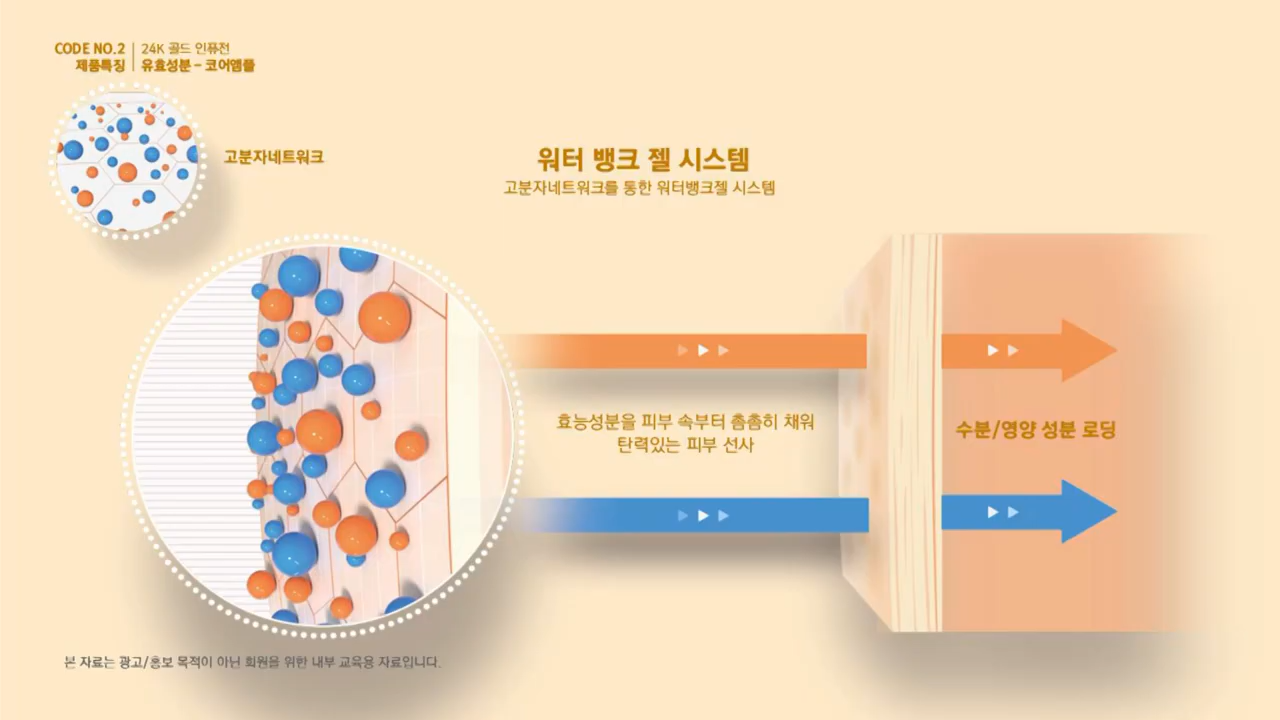 CODE NO.2
제품특징
24K 골드 인퓨전
유효성분 - 코어앰플
고분자네트워크
워터 뱅크 젤 시스템
고분자네트워크를 통한 워터뱅크젤 시스템
효능성분을 피부 속부터 촘촘히 채워
탄력있는 피부 선사
수분/영양 성분 로딩
본 자료는 광고/홍보 목적이 아닌 회원을 위한 내부 교육용 자료입니다.